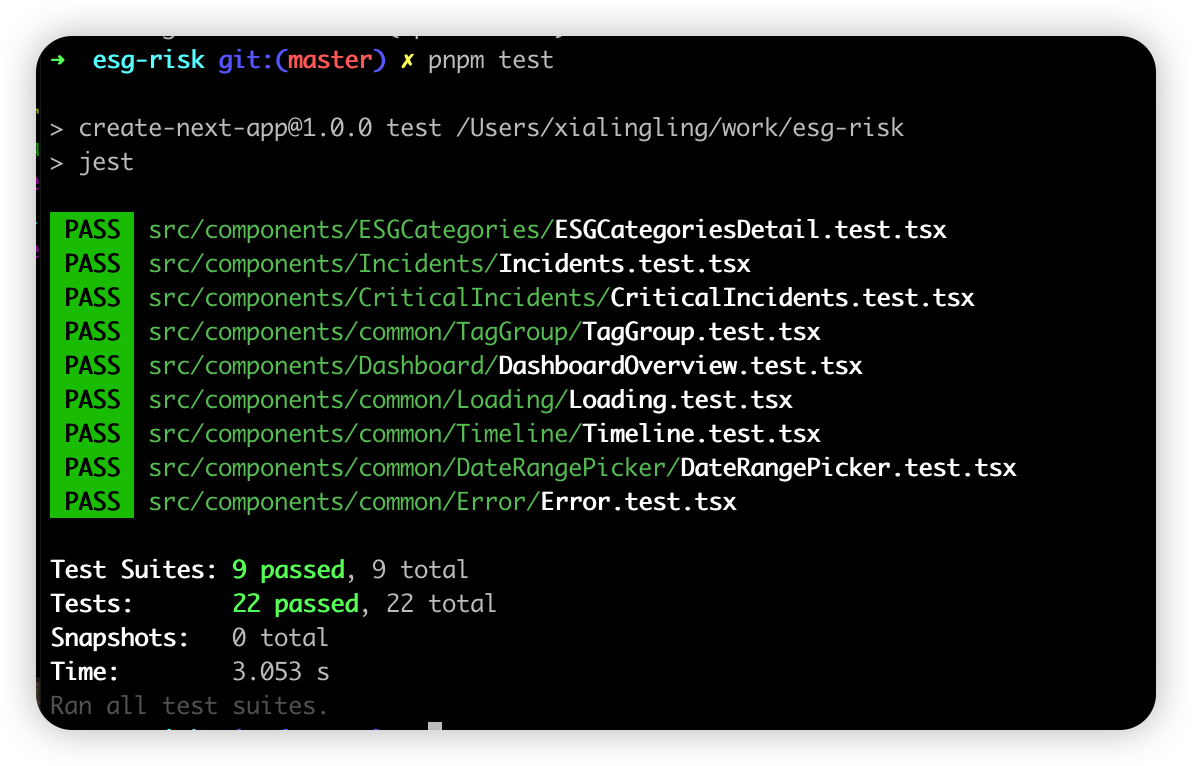 ➜ esg-risk git:(master) ✗ pnpm test
> create-next-app@1.0.0 test /Users/xialingling/work/esg-risk
> jest
PASS src/components/ESGCategories/ESGCategoriesDetail.test.tsx
PASS src/components/Incidents/Incidents.test.tsx
PASS src/components/CriticalIncidents/CriticalIncidents.test.tsx
PASS src/components/common/TagGroup/TagGroup.test.tsx
PASS src/components/Dashboard/DashboardOverview.test.tsx
PASS src/components/common/Loading/Loading.test.tsx
PASS src/components/common/Timeline/Timeline.test.tsx
PASS src/components/common/DateRangePicker/DateRangePicker.test.tsx
PASS src/components/common/Error/Error.test.tsx
Test Suites: 9 passed, 9 total
Tests: 22 passed, 22 total
Snapshots: 0 total
Time: 3.053 s
Ran all test suites.